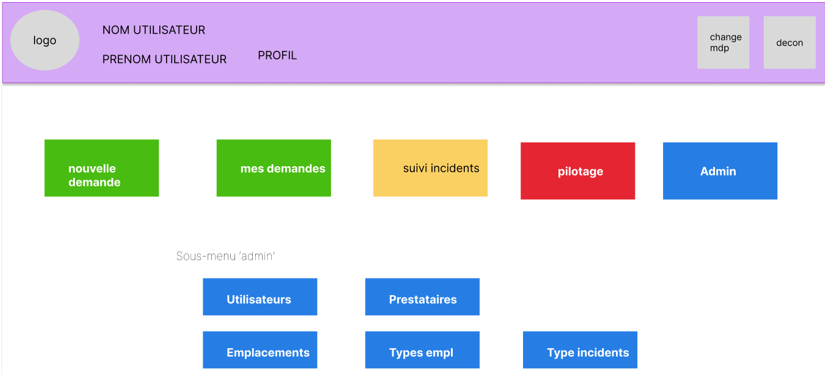 logo
NOM UTILISATEUR
PRENOM UTILISATEUR
PROFIL
change
mdp
decon
nouvelle
demande
mes demandes
suivi incidents
pilotage
Admin
Sous-menu 'admin'
Utilisateurs
Prestataires
Emplacements
Types empl
Type incidents